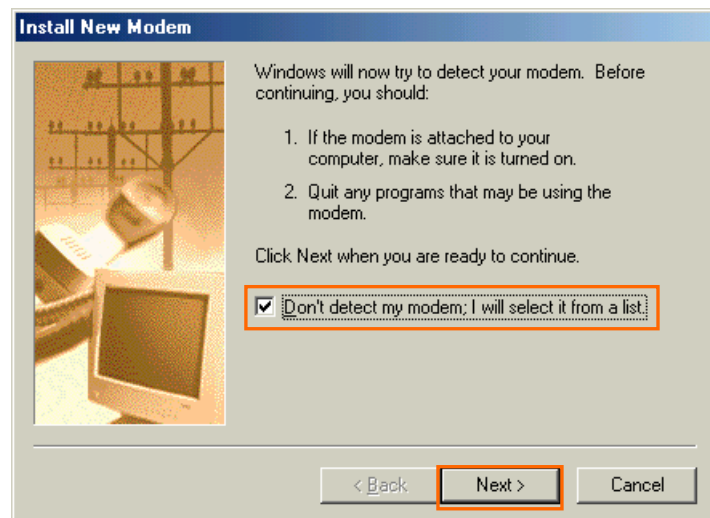 Install New Modem
Windows will now try to detect your modem. Before
continuing, you should:
1. If the modem is attached to your
computer, make sure it is turned on.
2. Quit any programs that may be using the
modem.
Click Next when you are ready to continue.
Don't detect my modem; I will select it from a list.
< Back
Next >
Cancel